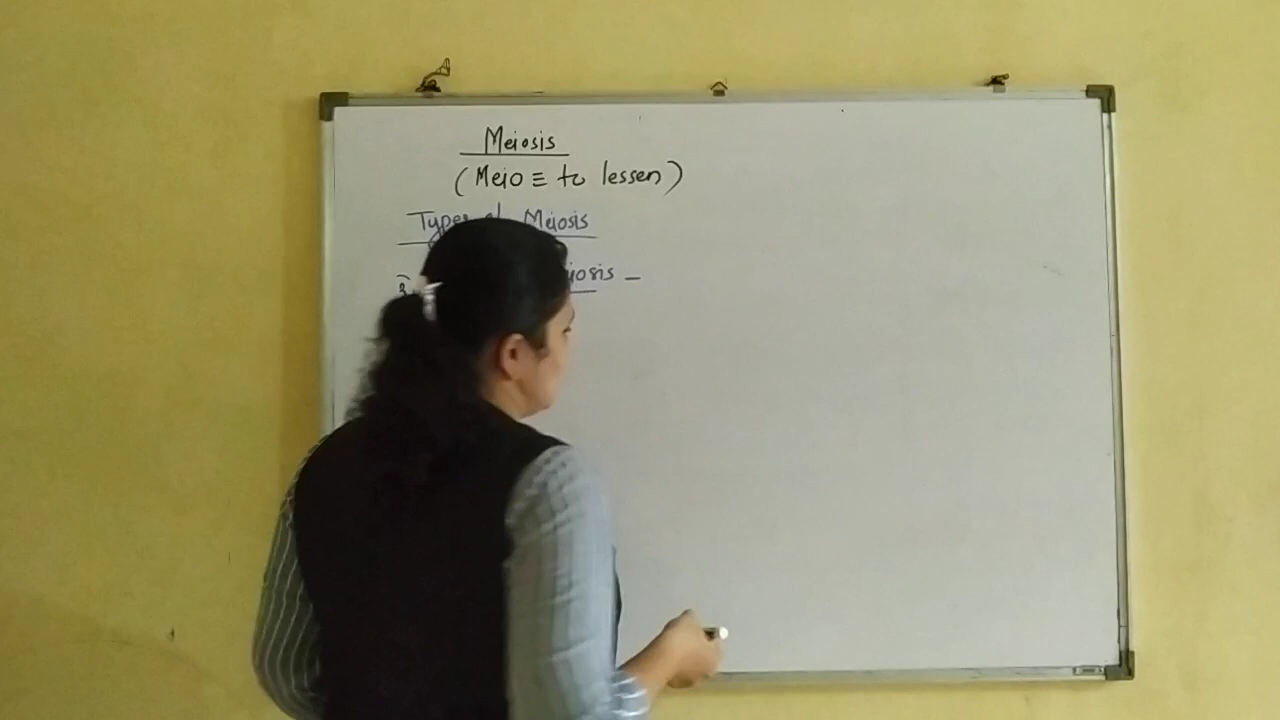 Meiosis
(Meio ≡ to lessen)
Types of Meiosis
iosis –